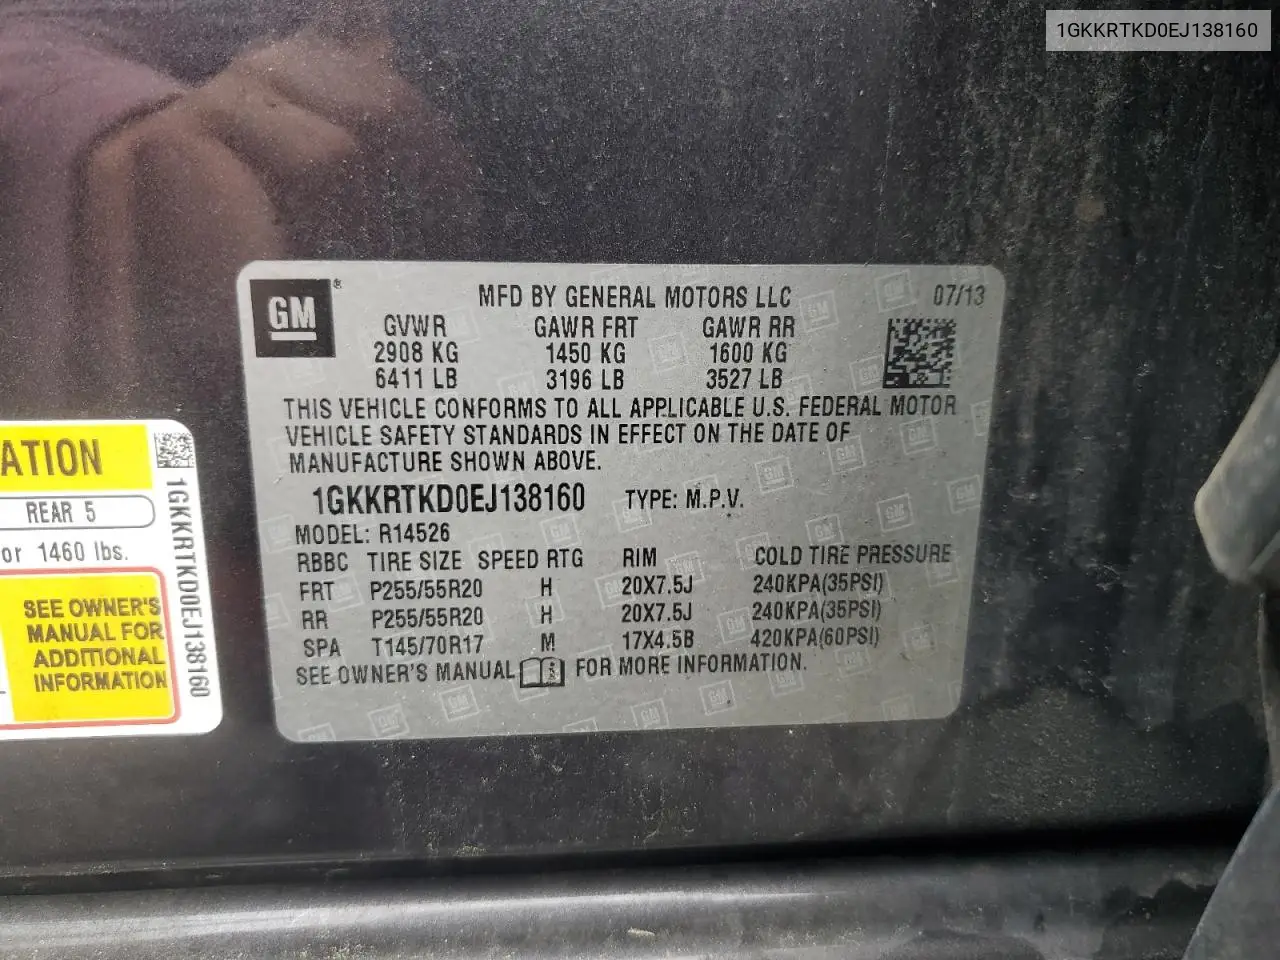 1GKKRTKD0EJ138160
GM®
MFD BY GENERAL MOTORS LLC 07/13
GVWR GAWR FRT GAWR RR
2908 KG 1450 KG 1600 KG
6411 LB 3196 LB 3527 LB
THIS VEHICLE CONFORMS TO ALL APPLICABLE U.S. FEDERAL MOTOR
VEHICLE SAFETY STANDARDS IN EFFECT ON THE DATE OF
MANUFACTURE SHOWN ABOVE.
1GKKRTKD0EJ138160 TYPE: M.P.V.
MODEL: R14526
RBBC TIRE SIZE SPEED RTG RIM COLD TIRE PRESSURE
FRT P255/55R20 H 20X7.5J 240KPA(35PSI)
RR P255/55R20 H 20X7.5J 240KPA(35PSI)
SPA T145/70R17 M 17X4.5B 420KPA(60PSI)
SEE OWNER'S MANUAL FOR MORE INFORMATION.
ATION
REAR 5
or 1460 lbs.
SEE OWNER'S
MANUAL FOR
ADDITIONAL
INFORMATION
1GKKRTKD0EJ138160